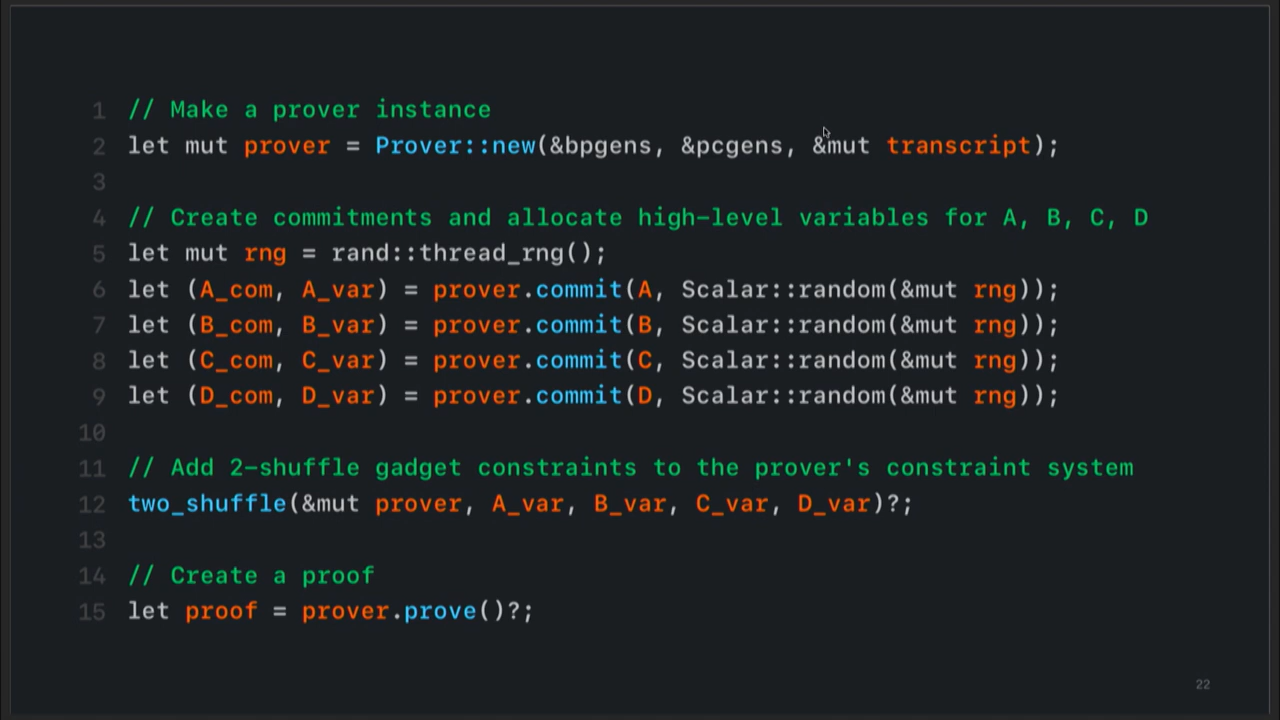 1 // Make a prover instance
2 let mut prover = Prover::new(&bpgens, &pcgens, &mut transcript);
3
4 // Create commitments and allocate high-level variables for A, B, C, D
5 let mut rng = rand::thread_rng();
6 let (A_com, A_var) = prover.commit(A, Scalar::random(&mut rng));
7 let (B_com, B_var) = prover.commit(B, Scalar::random(&mut rng));
8 let (C_com, C_var) = prover.commit(C, Scalar::random(&mut rng));
9 let (D_com, D_var) = prover.commit(D, Scalar::random(&mut rng));
10
11 // Add 2-shuffle gadget constraints to the prover's constraint system
12 two_shuffle(&mut prover, A_var, B_var, C_var, D_var)?;
13
14 // Create a proof
15 let proof = prover.prove()?;
22